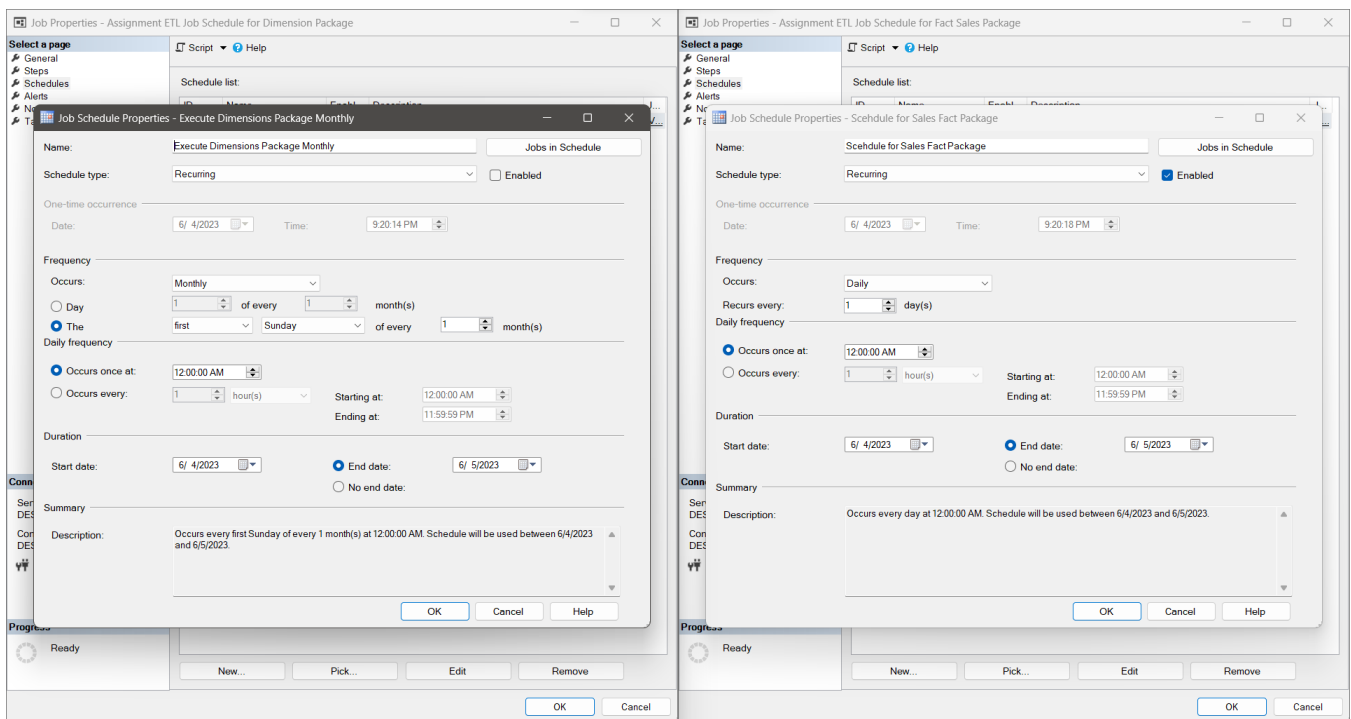 Job Properties - Assignment ETL Job Schedule for Dimension Package
Select a page
General
Steps
Schedules
Alerts
Script Help
Schedule list:
Job Schedule Properties - Execute Dimensions Package Monthly
Name: Execute Dimensions Package Monthly Jobs in Schedule
Schedule type: Recurring Enabled
One-time occurrence
Date: 6/ 4/2023 Time: 9:20:14 PM
Frequency
Occurs: Monthly
Day 1 of every 1 month(s)
The first Sunday of every 1 month(s)
Daily frequency
Occurs once at: 12:00:00 AM
Occurs every: 1 hour(s) Starting at: 12:00:00 AM
Ending at: 11:59:59 PM
Duration
Start date: 6/ 4/2023 End date: 6/ 5/2023
No end date:
Summary
Description: Occurs every first Sunday of every 1 month(s) at 12:00:00 AM. Schedule will be used between 6/4/2023
and 6/5/2023.
OK Cancel Help
Ready
New... Pick... Edit Remove
OK Cancel
Job Properties - Assignment ETL Job Schedule for Fact Sales Package
Select a page
General
Steps
Schedules
Alerts
Script Help
Schedule list:
Job Schedule Properties - Scehdule for Sales Fact Package
Name: Scehdule for Sales Fact Package Jobs in Schedule
Schedule type: Recurring Enabled
One-time occurrence
Date: 6/ 4/2023 Time: 9:20:18 PM
Frequency
Occurs: Daily
Recurs every: 1 day(s)
Daily frequency
Occurs once at: 12:00:00 AM
Occurs every: 1 hour(s) Starting at: 12:00:00 AM
Ending at: 11:59:59 PM
Duration
Start date: 6/ 4/2023 End date: 6/ 5/2023
No end date:
Summary
Description: Occurs every day at 12:00:00 AM. Schedule will be used between 6/4/2023 and 6/5/2023.
OK Cancel Help
Ready
New... Pick... Edit Remove
OK Cancel